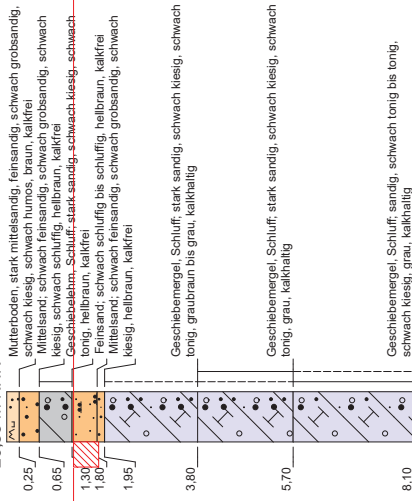 Mutterboden, stark mittelsandig, feinsandig, schwach grobsandig,
schwach kiesig, schwach humos, braun, kalkfrei
Mittelsand; schwach feinsandig, schwach grobsandig, schwach
kiesig, schwach schluffig, hellbraun, kalkfrei
Geschiebelehm, Schluff; stark sandig, schwach kiesig, schwach
tonig, hellbraun, kalkfrei
Feinsand; schwach schluffig bis schluffig, hellbraun, kalkfrei
Mittelsand; schwach feinsandig, schwach grobsandig, schwach
kiesig, hellbraun, kalkfrei
Geschiebemergel, Schluff; stark sandig, schwach kiesig, schwach
tonig, graubraun bis grau, kalkhaltig
Geschiebemergel, Schluff; stark sandig, schwach kiesig, schwach
tonig, grau, kalkhaltig
Geschiebemergel, Schluff; sandig, schwach tonig bis tonig,
schwach kiesig, grau, kalkhaltig
0,25
0,65
1,30
1,80
1,95
3,80
5,70
8,10